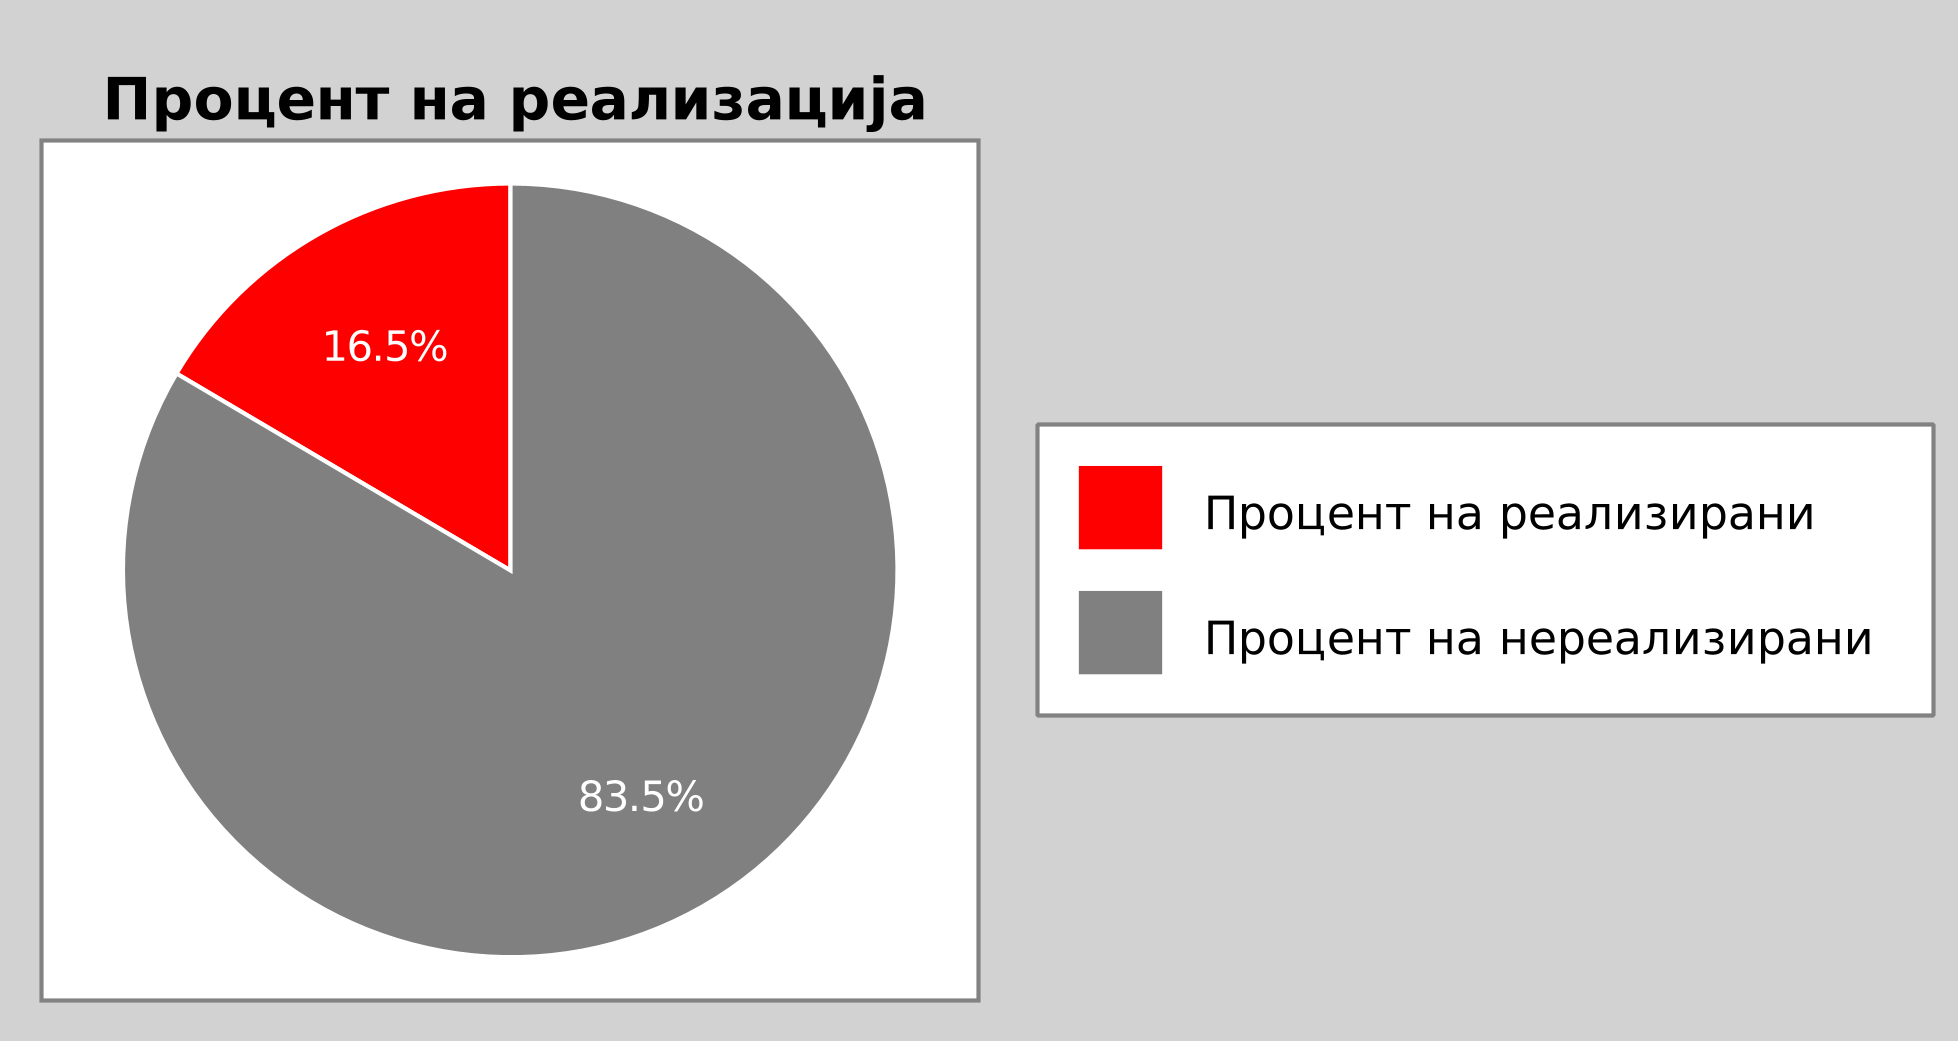 Процент на реализација
16.5%
83.5%
Процент на реализирани
Процент на нереализирани